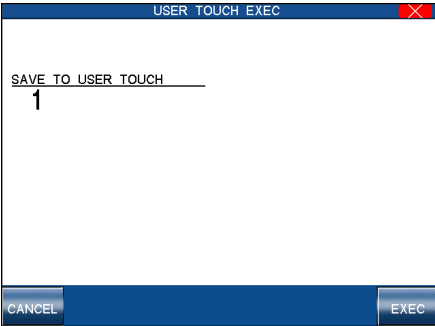 USER TOUCH EXEC
SAVE TO USER TOUCH
1
CANCEL
EXEC